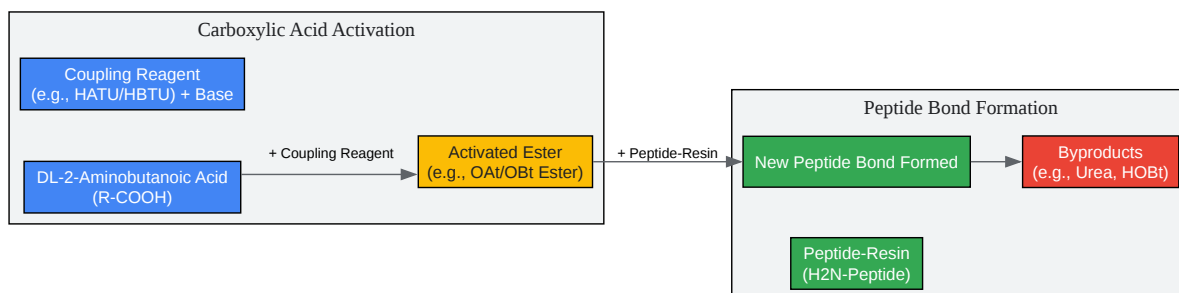 Carboxylic Acid Activation
Coupling Reagent
(e.g., HATU/HBTU) + Base
DL-2-Aminobutanoic Acid
(R-COOH)
+ Coupling Reagent
Activated Ester
(e.g., OAt/OBt Ester)
+ Peptide-Resin
Peptide Bond Formation
New Peptide Bond Formed
Byproducts
(e.g., Urea, HOBt)
Peptide-Resin
(H2N-Peptide)